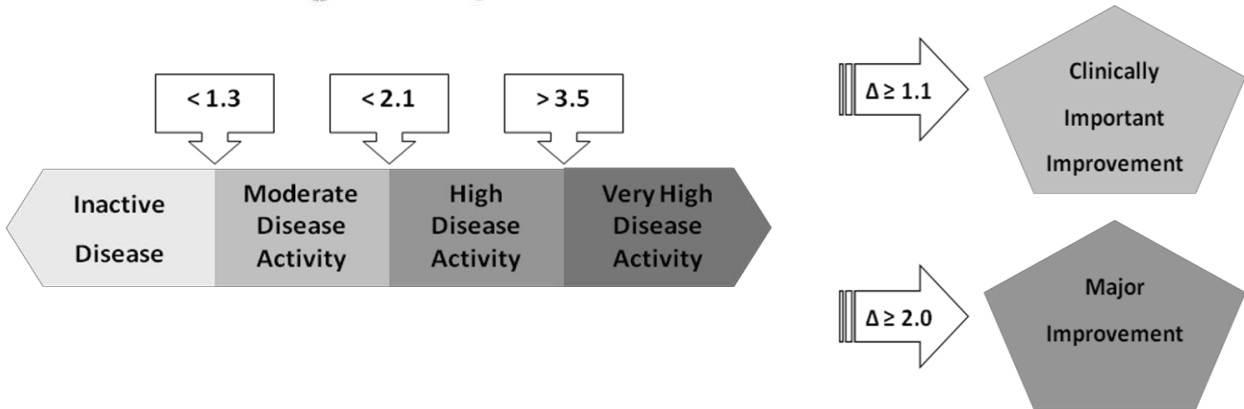 < 1.3
< 2.1
> 3.5
Inactive
Disease
Moderate
Disease
Activity
High
Disease
Activity
Very High
Disease
Activity
Δ ≥ 1.1
Clinically
Important
Improvement
Δ ≥ 2.0
Major
Improvement